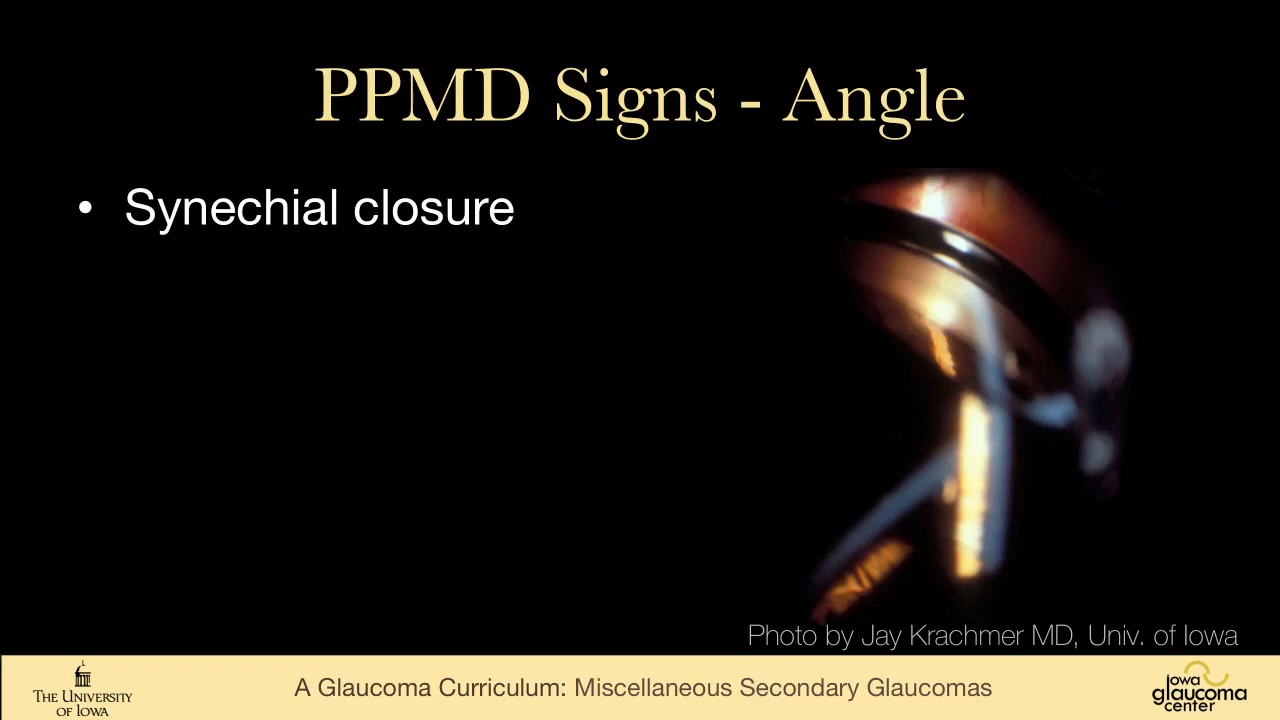 PPMD Signs - Angle
• Synechial closure
Photo by Jay Krachmer MD, Univ. of Iowa
THE UNIVERSITY
OF IOWA
A Glaucoma Curriculum: Miscellaneous Secondary Glaucomas
iowa
glaucoma
center